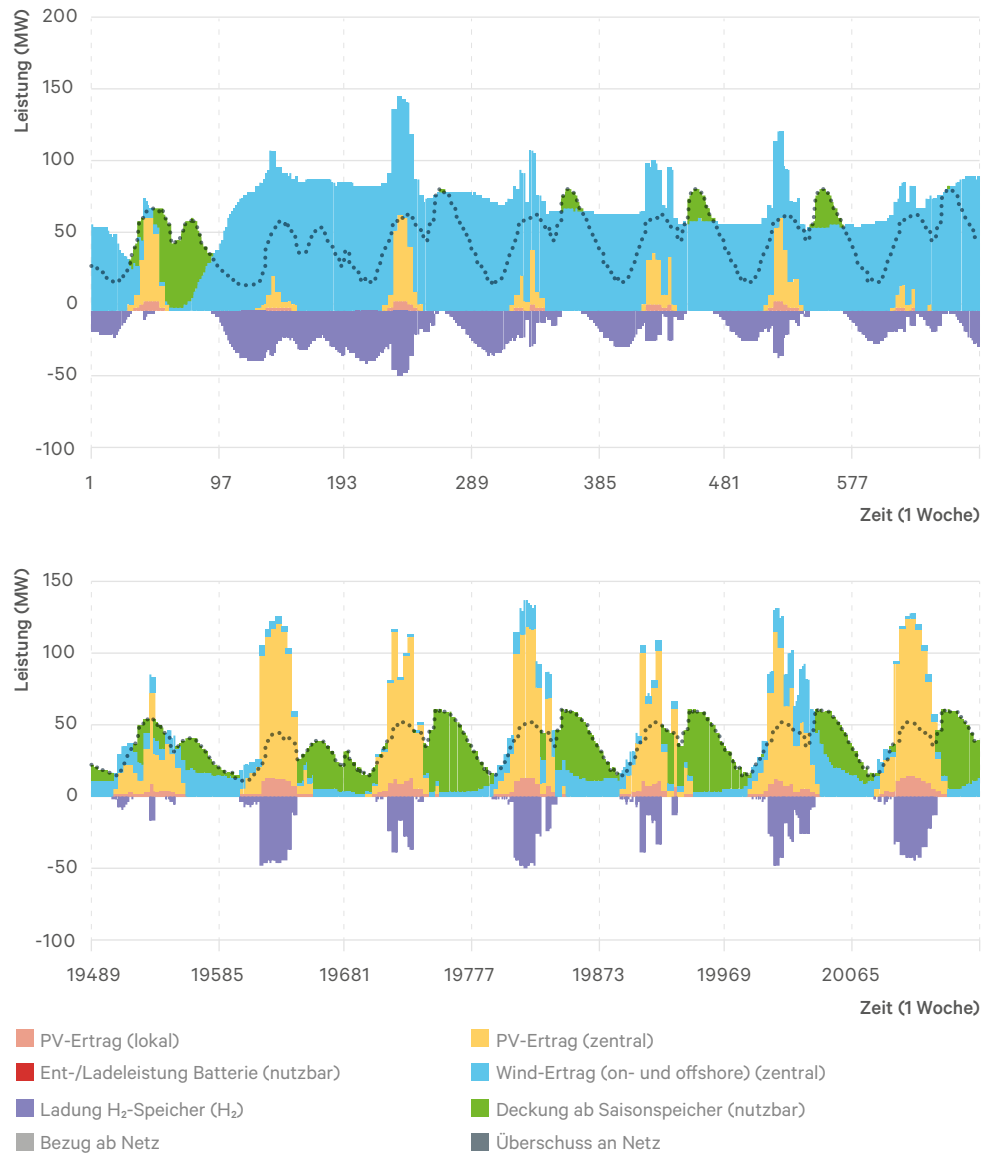 Leistung (MW)
200
150
100
50
0
-50
-100
1 97 193 289 385 481 577
Zeit (1 Woche)
Leistung (MW)
150
100
50
0
-50
-100
19489 19585 19681 19777 19873 19969 20065
Zeit (1 Woche)
PV-Ertrag (lokal) PV-Ertrag (zentral)
Ent-/Ladeleistung Batterie (nutzbar) Wind-Ertrag (on- und offshore) (zentral)
Ladung H₂-Speicher (H₂) Deckung ab Saisonspeicher (nutzbar)
Bezug ab Netz Überschuss an Netz